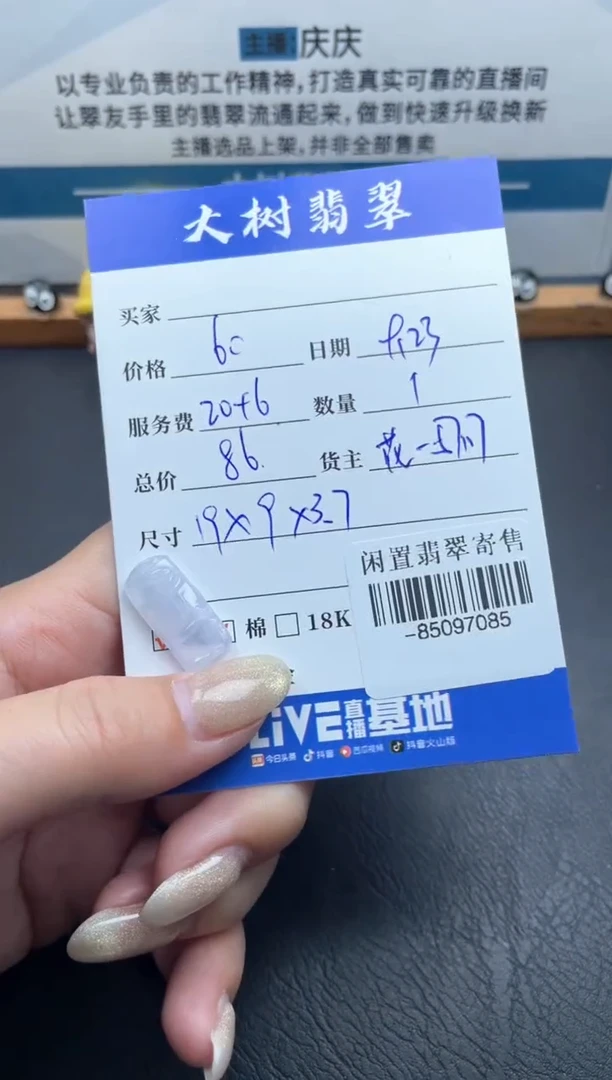 主播:庆庆
以专业负责的工作精神,打造真实可靠的直播间
让翠友手里的翡翠流通起来,做到快速升级换新
主播选品上架,并非全部售卖
大树翡翠
买家
价格 60 日期
服务费 20+6 数量 1
总价 86. 货主
尺寸 19×9×3.7
棉 18K
闲置翡翠寄售
-85097085
LiVE直播基地
今日头条 抖音 西瓜视频 抖音火山版